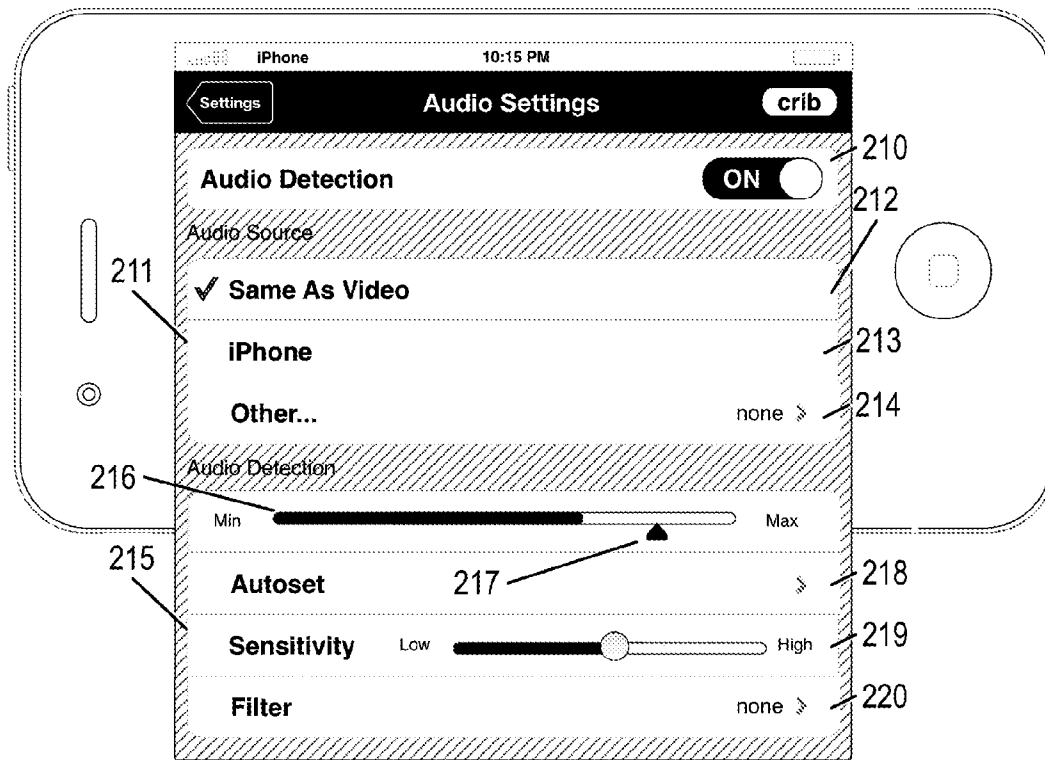 iPhone 10:15 PM
Settings Audio Settings crib
210
Audio Detection ON
212
Audio Source
211
Same As Video
213
iPhone
214
Other... none >
Audio Detection
216
Min Max
215
217
218
Autoset >
219
Sensitivity Low High
220
Filter none >